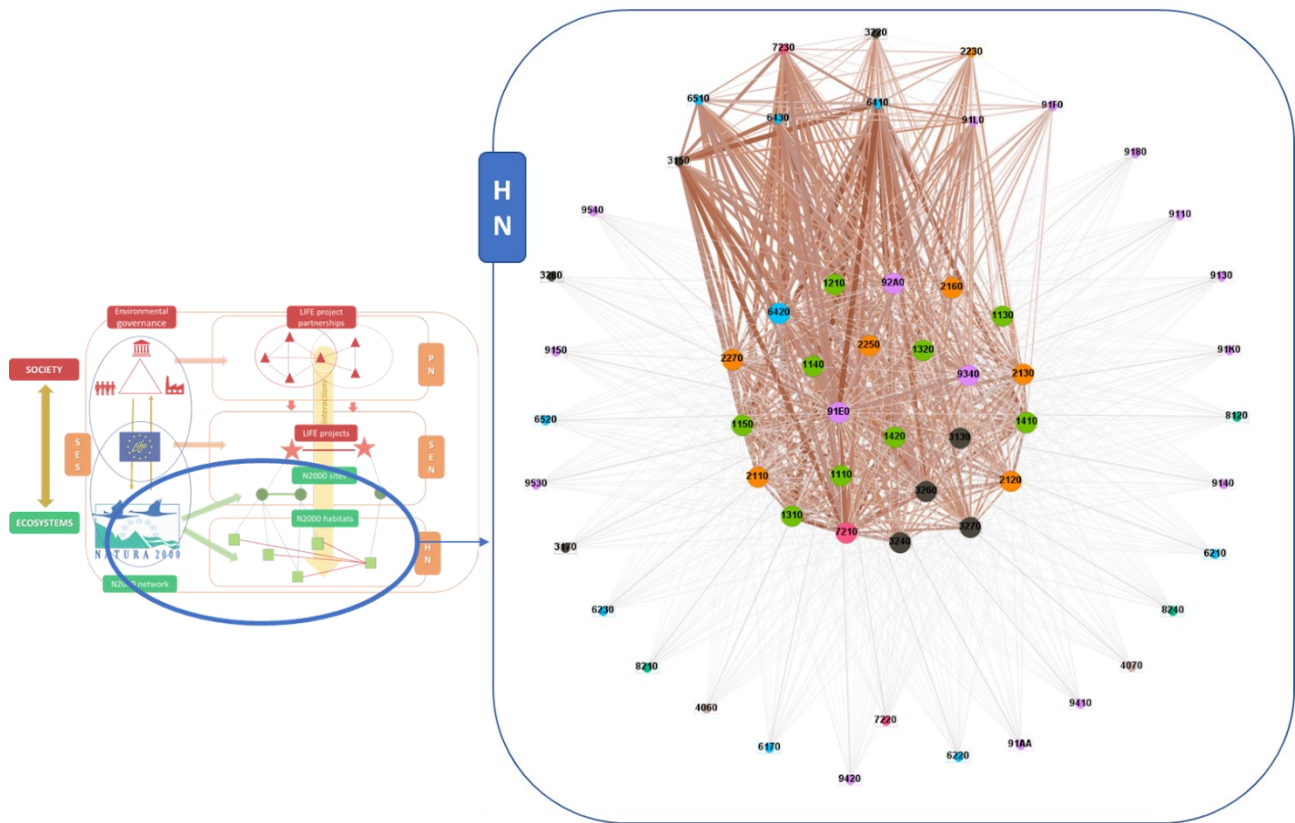 Environmental
governance
LIFE project
partnerships
SOCIETY
P
N
Interactions
LIFE projects
Life
S
E
S
S
E
N
N2000 sites
ECOSYSTEMS
N2000 habitats
NATURA 2000
H
N
N2000 network
H
N
3220
7230
2230
6510
6410
91F0
6430
91L0
3150
9180
9540
9110
3280
9130
1210
92A0
2160
6420
1130
9150
2250
1320
91K0
2270
1140
9340
2130
91E0
8120
6520
1150
1410
1420
3130
2110
1110
2120
9530
9140
3260
1310
3270
7210
3240
3170
6210
6230
8240
8210
4070
4060
9410
7220
6170
91AA
6220
9420